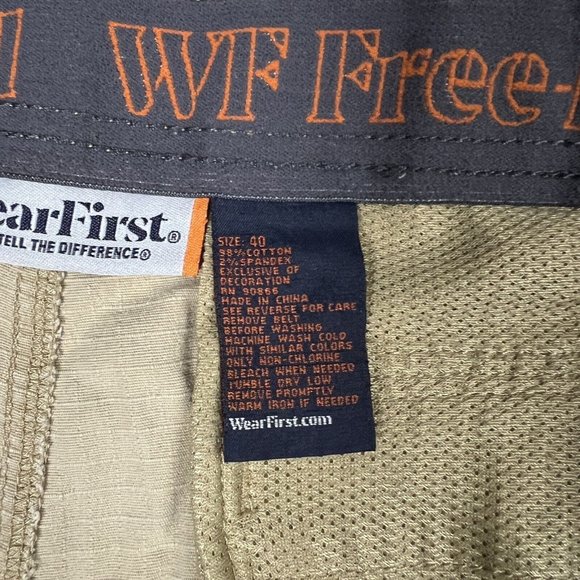 WF Free-
earFirst®
TELL THE DIFFERENCE®
SIZE: 40
98% COTTON
2% SPANDEX
EXCLUSIVE OF
DECORATION
RN 90866
MADE IN CHINA
SEE REVERSE FOR CARE
REMOVE BELT
BEFORE WASHING
MACHINE WASH COLD
WITH SIMILAR COLORS
ONLY NON-CHLORINE
BLEACH WHEN NEEDED
TUMBLE DRY LOW
REMOVE PROMPTLY
WARM IRON IF NEEDED
WearFirst.com